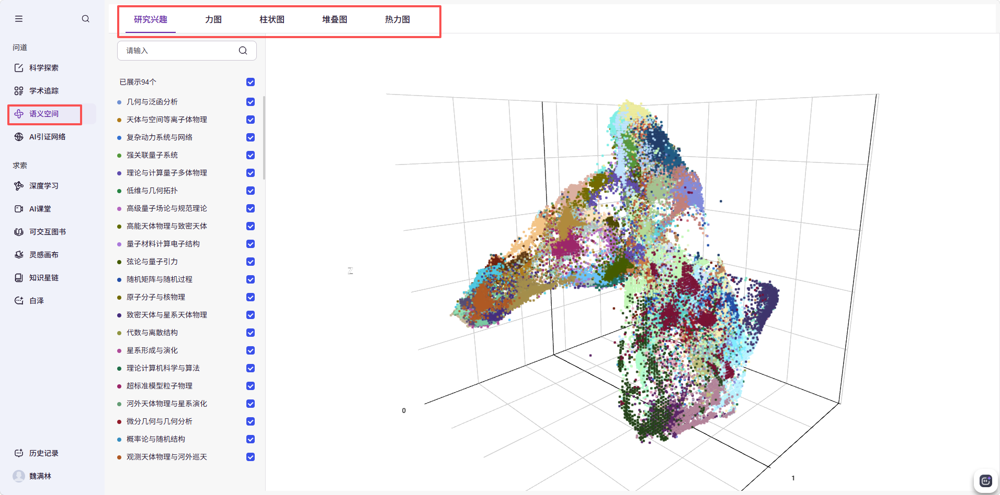 问道
科学探索
学术追踪
语义空间
AI引证网络
求索
深度学习
AI课堂
可交互图书
灵感画布
知识星链
白泽
历史记录
魏满林
研究兴趣 力图 柱状图 堆叠图 热力图
请输入
已展示94个
几何与泛函分析
天体与空间等离子体物理
复杂动力系统与网络
强关联量子系统
理论与计算量子多体物理
低维与几何拓扑
高级量子场论与规范理论
高能天体物理与致密天体
量子材料计算电子结构
弦论与量子引力
随机矩阵与随机过程
原子分子与核物理
致密天体与星系天体物理
代数与离散结构
星系形成与演化
理论计算机科学与算法
超标准模型粒子物理
河外天体物理与星系演化
微分几何与几何分析
概率论与随机结构
观测天体物理与河外巡天
Z
0
1